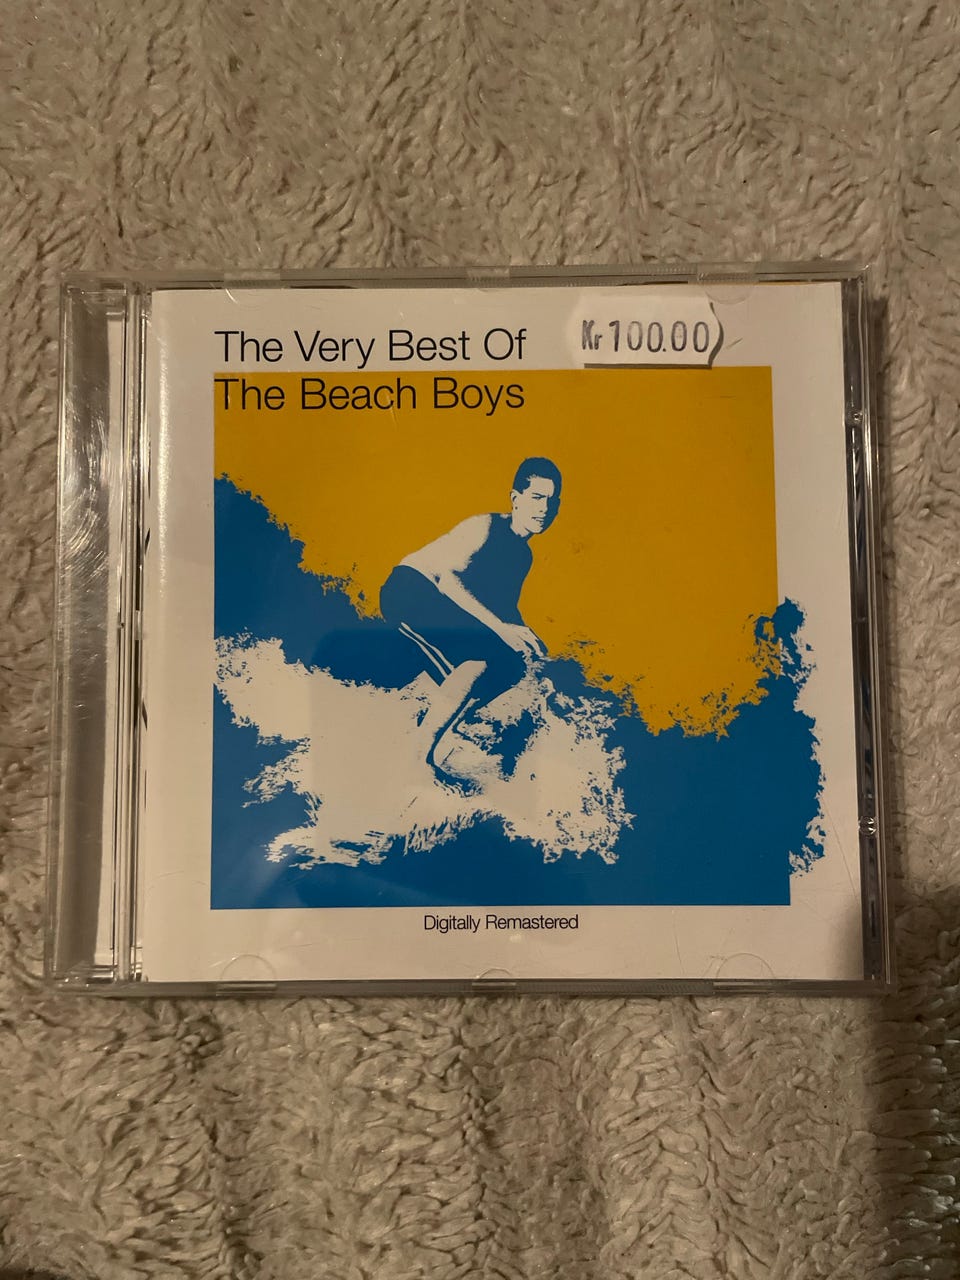 The Very Best Of
Kr 100.00
The Beach Boys
Digitally Remastered